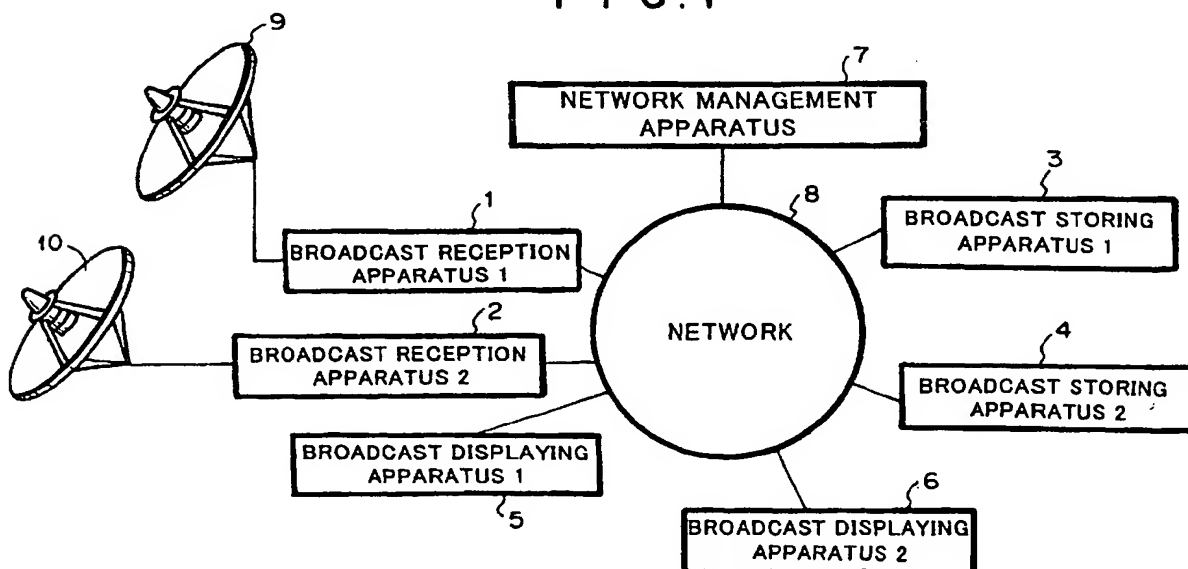 FIG.1
9
7
NETWORK MANAGEMENT
APPARATUS
3
8
BROADCAST STORING
APPARATUS 1
1
BROADCAST RECEPTION
APPARATUS 1
10
2
NETWORK
BROADCAST RECEPTION
APPARATUS 2
4
BROADCAST STORING
APPARATUS 2
BROADCAST DISPLAYING
APPARATUS 1
5
6
BROADCAST DISPLAYING
APPARATUS 2